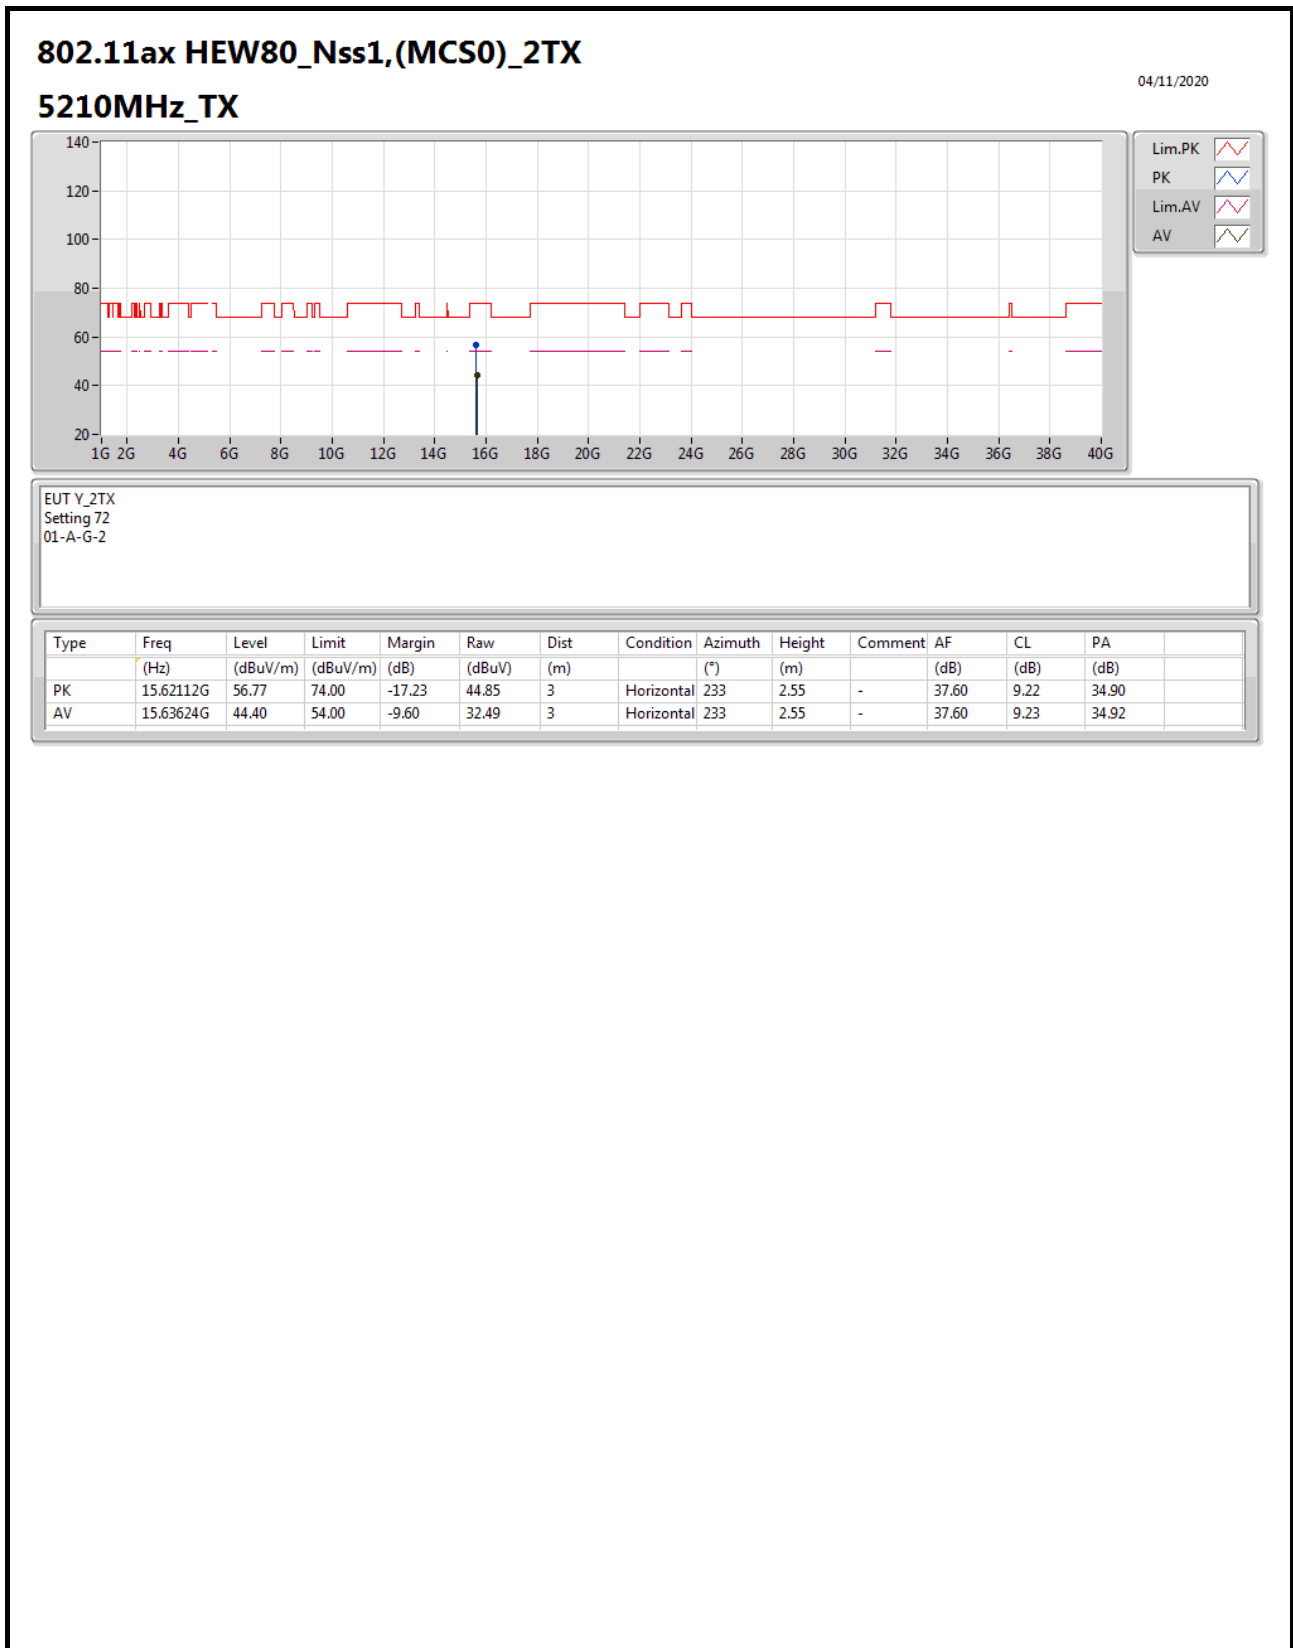 802.11ax HEW80_Nss1,(MCS0)_2TX
04/11/2020
5210MHz_TX
140
120
100
80
60
40
20
1G 2G 4G 6G 8G 10G 12G 14G 16G 18G 20G 22G 24G 26G 28G 30G 32G 34G 36G 38G 40G
Lim.PK
PK
Lim.AV
AV
EUT Y_2TX
Setting 72
01-A-G-2
Type Freq Level Limit Margin Raw Dist Condition Azimuth Height Comment AF CL PA
(Hz) (dBuV/m) (dBuV/m) (dB) (dBuV) (m) (°) (m) (dB) (dB) (dB)
PK 15.62112G 56.77 74.00 -17.23 44.85 3 Horizontal 233 2.55 - 37.60 9.22 34.90
AV 15.63624G 44.40 54.00 -9.60 32.49 3 Horizontal 233 2.55 - 37.60 9.23 34.92